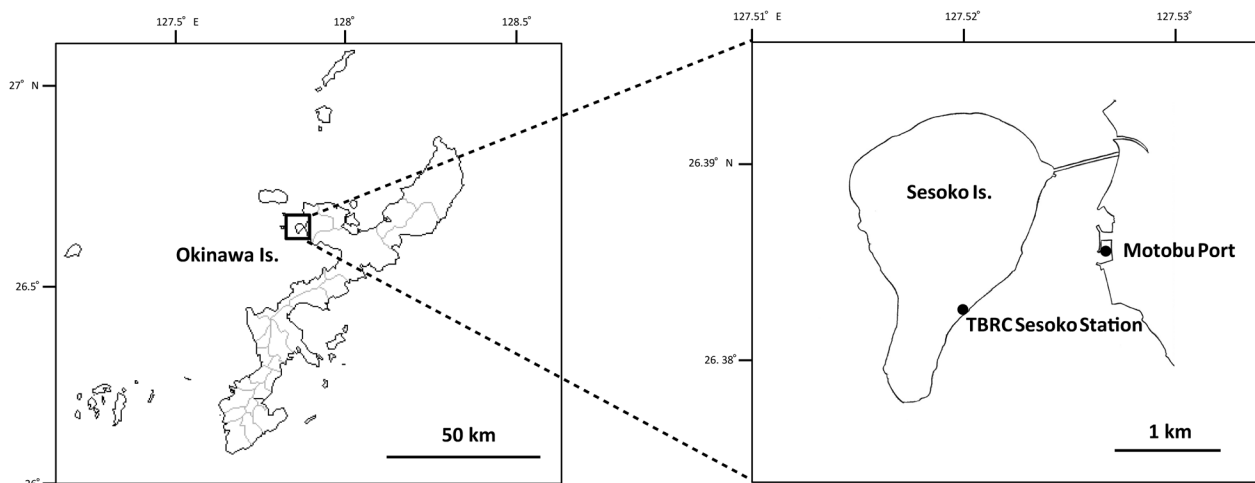 127.5° E
128°
128.5°
27° N
26.5°
26°
Okinawa Is.
50 km
127.51° E
127.52°
127.53°
26.39° N
26.38°
Sesoko Is.
Motobu Port
TBRC Sesoko Station
1 km